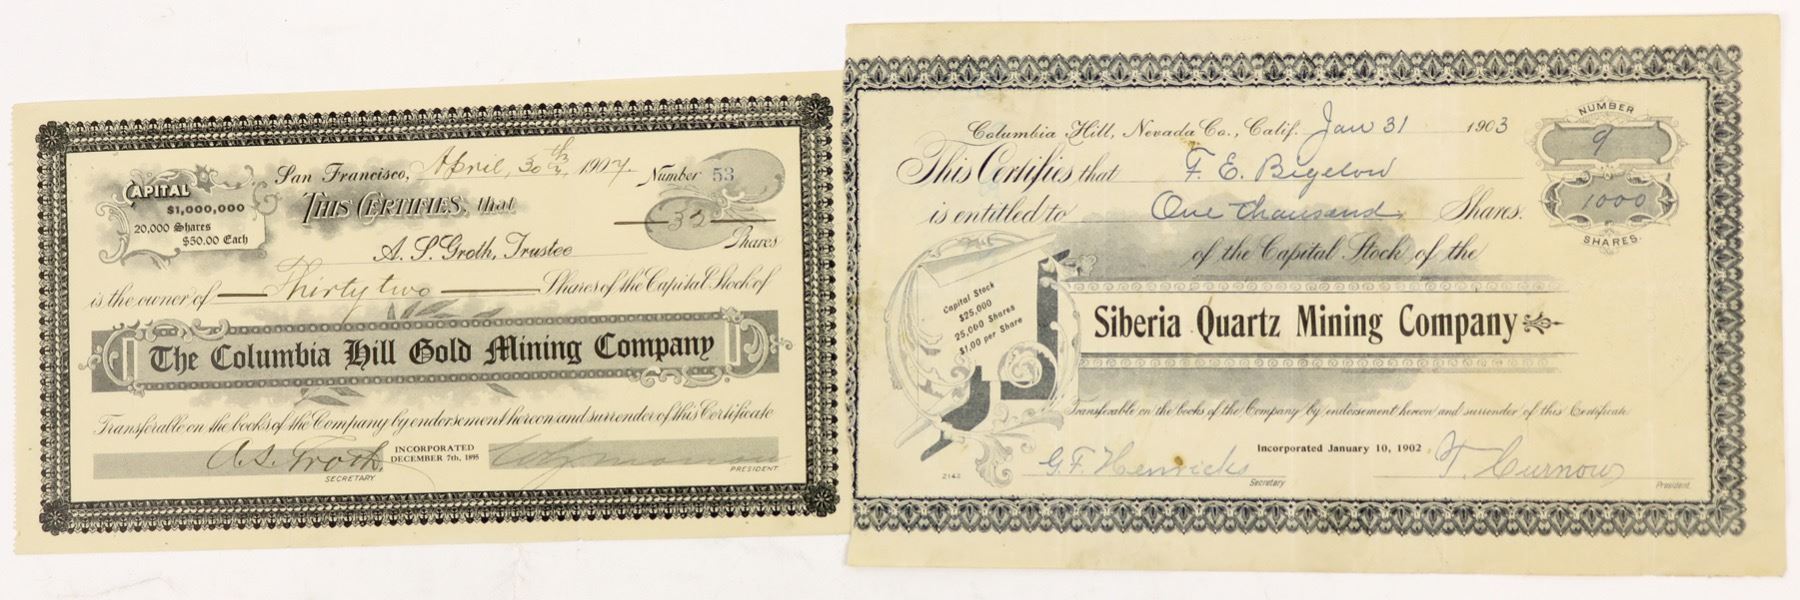 San Francisco, April, 30th 1907. Number 53
CAPITAL
$1,000,000
20,000 Shares
$50.00 Each
THIS CERTIFIES, that
32
Shares
A. S. Groth, Trustee
is the owner of Thirty two Shares of the Capital Stock of
The Columbia Hill Gold Mining Company
Transferable on the books of the Company by endorsement hereon and surrender of this Certificate
A.S. Groth
SECRETARY
INCORPORATED
DECEMBER 7th, 1895
PRESIDENT
Columbia Hill, Nevada Co., Calif. Jan 31 1903
NUMBER
9
This Certifies that F. E. Bigelow
is entitled to One thousand Shares.
1000
SHARES.
of the Capital Stock of the
Capital Stock
$25,000
25,000 Shares
$1.00 per Share
Siberia Quartz Mining Company
Transferable on the books of the Company by endorsement hereon and surrender of this Certificate
Incorporated January 10, 1902
G.F. Henricks
Secretary
T. Curnow
President.
2142